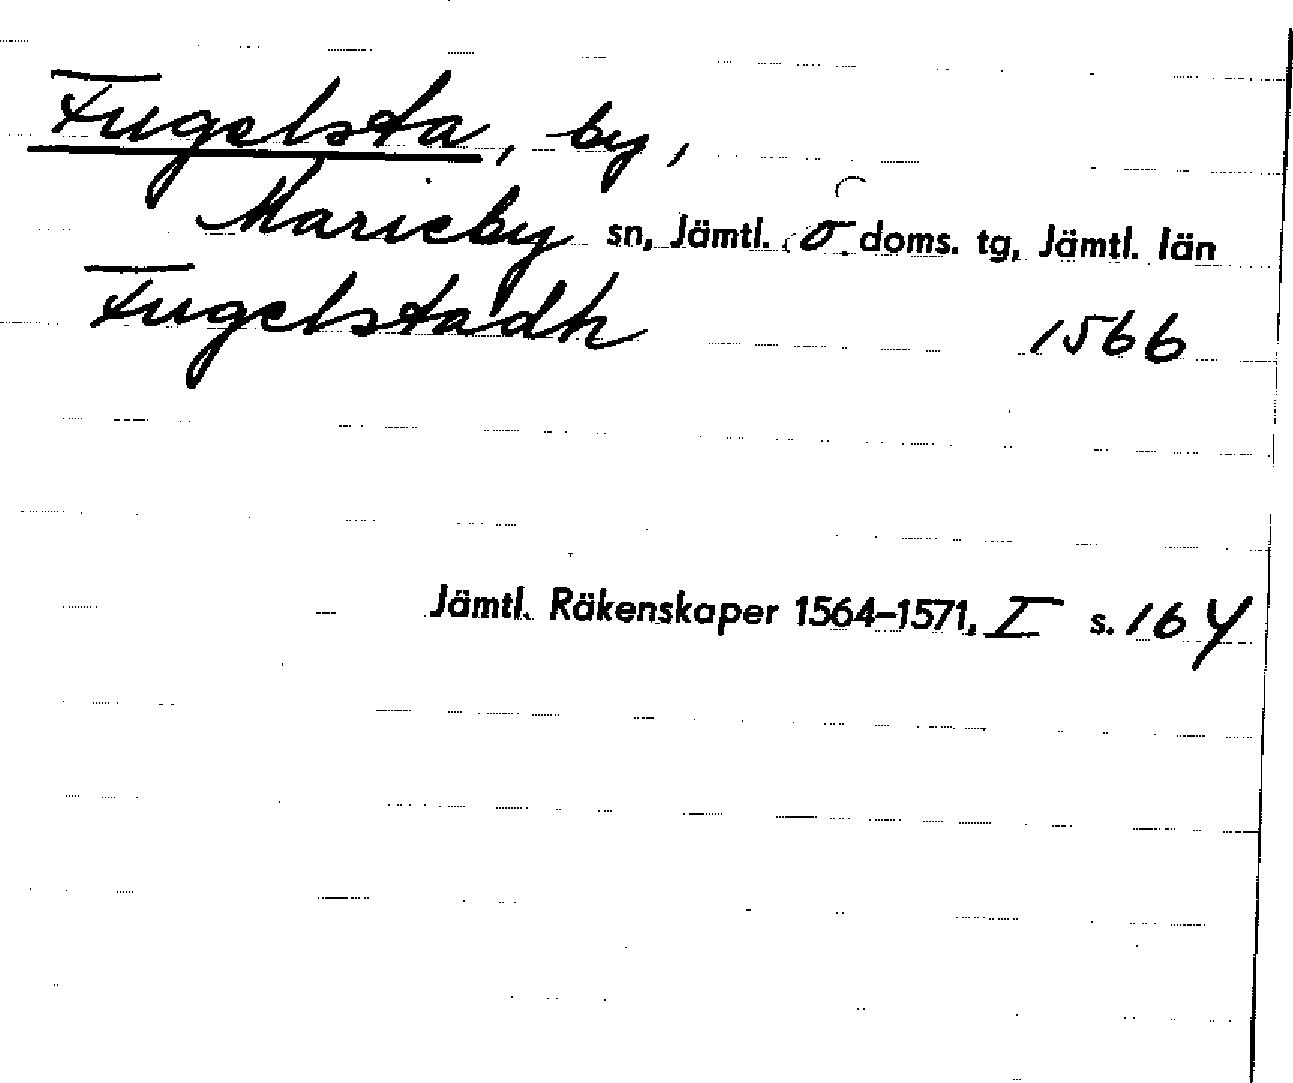 Fugelsta, by,
Marieby sn, Jämtl. ö. doms. tg, Jämtl. län
Fugelstadh 1566
Jämtl. Räkenskaper 1564–1571, I s. 164